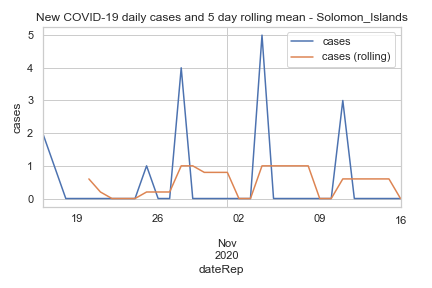 New COVID-19 daily cases and 5 day rolling mean - Solomon_Islands
cases
cases (rolling)
5
4
3
2
1
0
cases
19 26 02 09 16
Nov
2020
dateRep